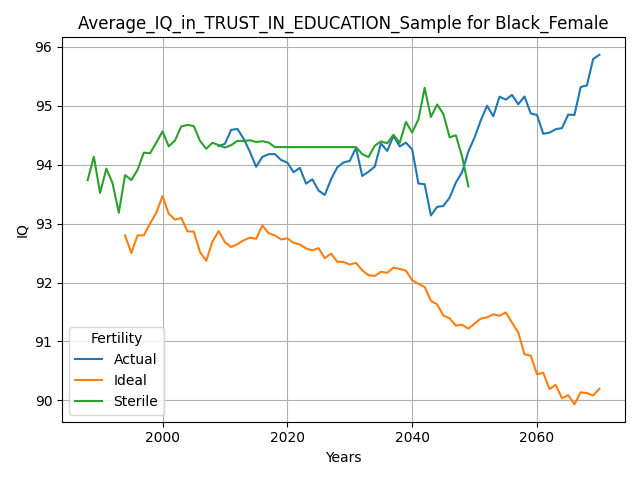 Average_IQ_in_TRUST_IN_EDUCATION_Sample for Black_Female
96
95
94
93
92
91
90
IQ
Fertility
Actual
Ideal
Sterile
2000 2020 2040 2060
Years